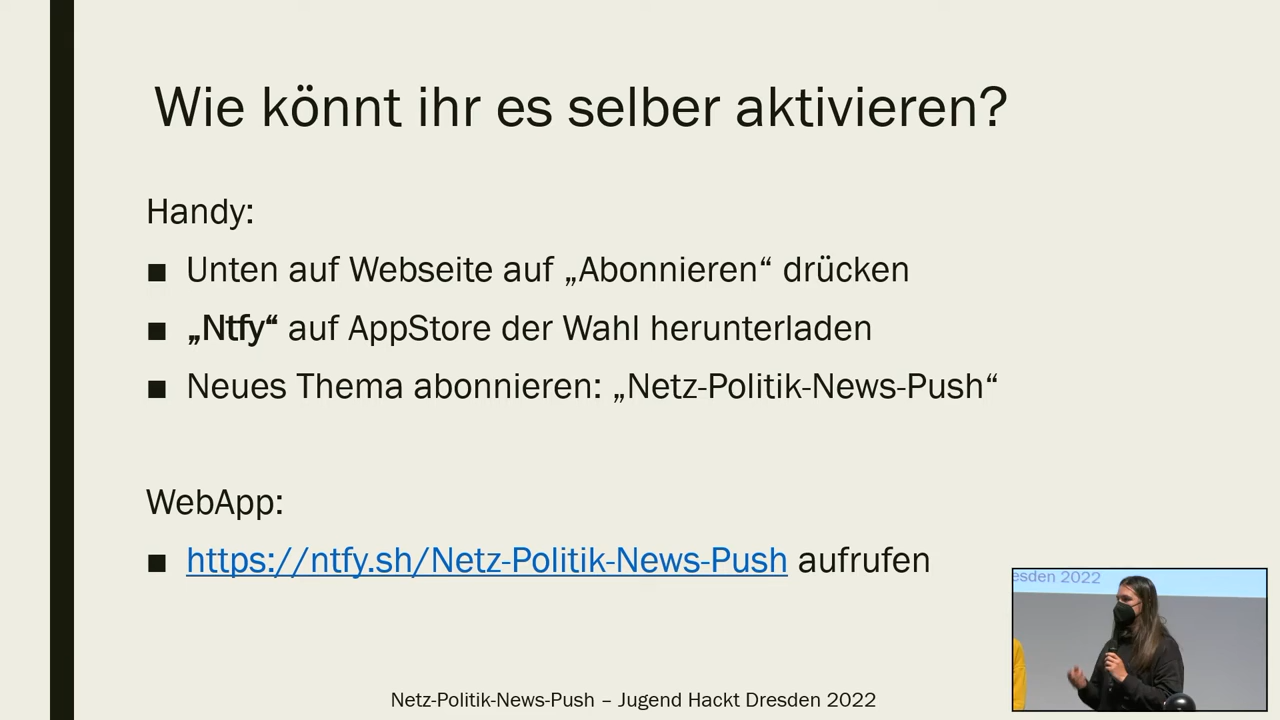 Wie könnt ihr es selber aktivieren?
Handy:
■ Unten auf Webseite auf „Abonnieren“ drücken
■ „Ntfy“ auf AppStore der Wahl herunterladen
■ Neues Thema abonnieren: „Netz-Politik-News-Push“
WebApp:
■ https://ntfy.sh/Netz-Politik-News-Push aufrufen
esden 2022
Netz-Politik-News-Push – Jugend Hackt Dresden 2022